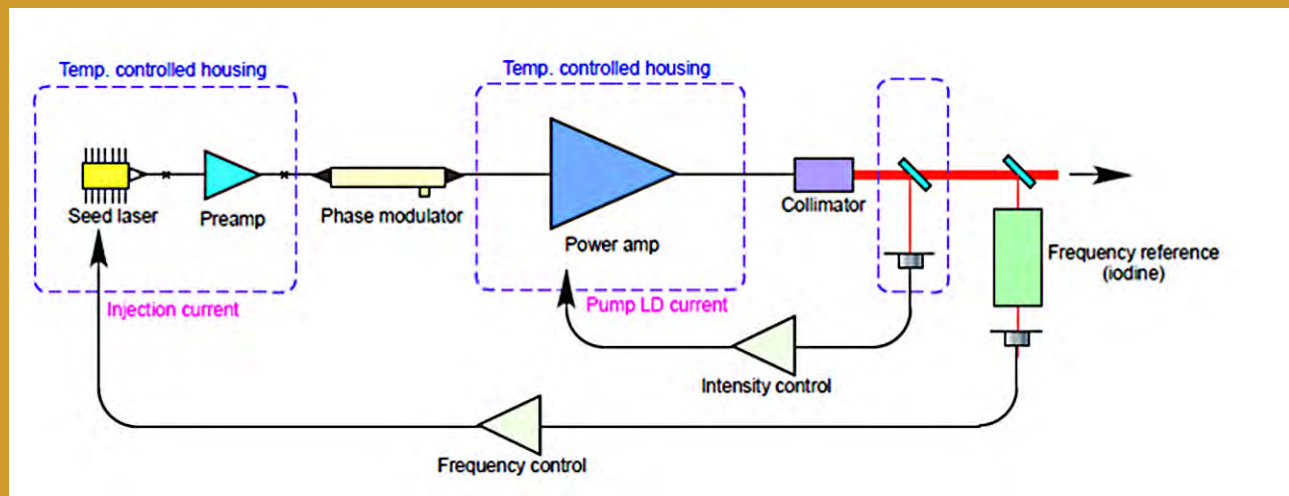 Temp. controlled housing
Temp. controlled housing
Seed laser
Preamp
Phase modulator
Power amp
Collimator
Frequency reference
(iodine)
Injection current
Pump LD current
Intensity control
Frequency control